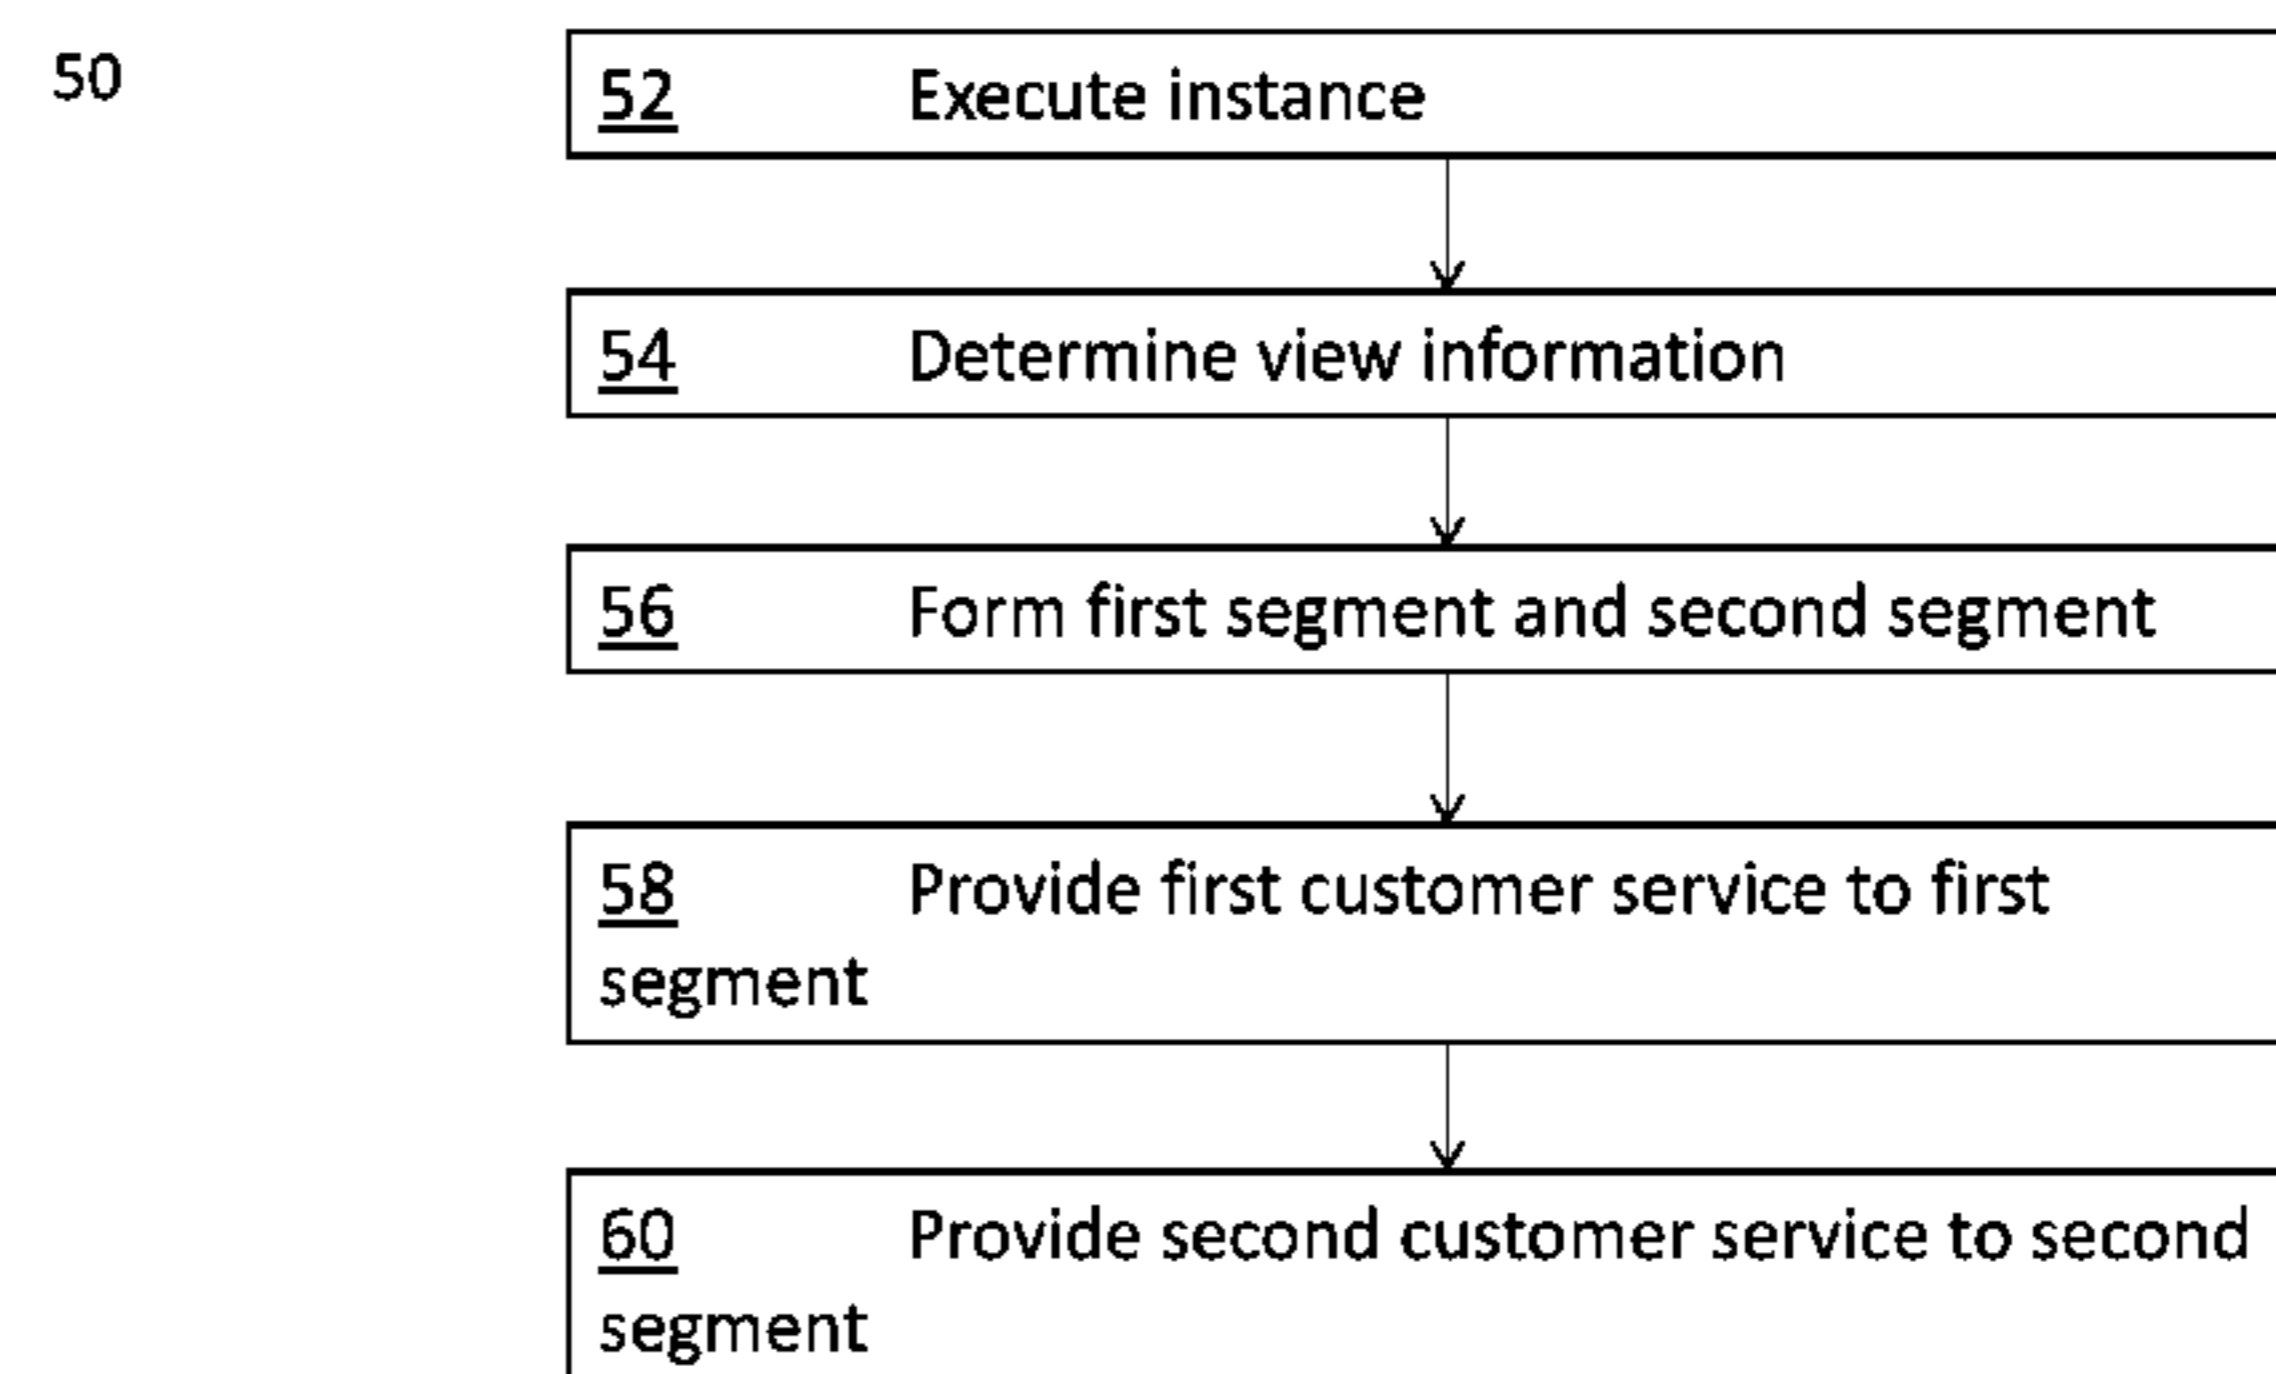 50
52 Execute instance
54 Determine view information
56 Form first segment and second segment
58 Provide first customer service to first
segment
60 Provide second customer service to second
segment